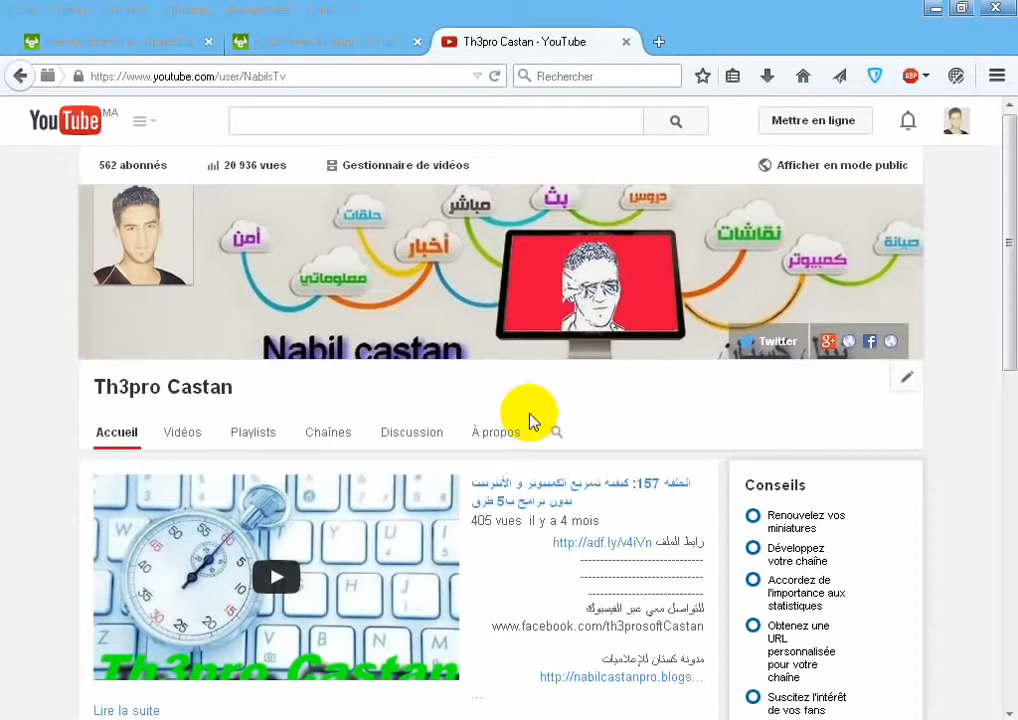 Th3pro Castan - YouTube
https://www.youtube.com/user/NabilsTv
Rechercher
ABP
YouTube MA
Mettre en ligne
562 abonnés
20 936 vues
Gestionnaire de vidéos
Afficher en mode public
أمن
حلقات
معلوماتي
أخبار
مباشر
بث
دروس
نقاشات
كمبيوتر
صيانة
Nabil castan
Twitter
Th3pro Castan
Accueil
Vidéos
Playlists
Chaînes
Discussion
À propos
الحلقة 157: كيفية تسريع الكمبيوتر و الأنترنيت
بدون برامج ب5 طرق
405 vues il y a 4 mois
رابط الملف http://adf.ly/v4iVn
------------------------------
------------------------------
----------------------------
للتواصل معي عبر الفيسبوك
www.facebook.com/th3prosoftCastan
مدونة كستان للإعلاميات
http://nabilcastanpro.blogs...
...
Lire la suite
Th3pro Castan
Conseils
Renouvelez vos
miniatures
Développez
votre chaîne
Accordez de
l'importance aux
statistiques
Obtenez une
URL
personnalisée
pour votre
chaîne
Suscitez l'intérêt
de vos fans